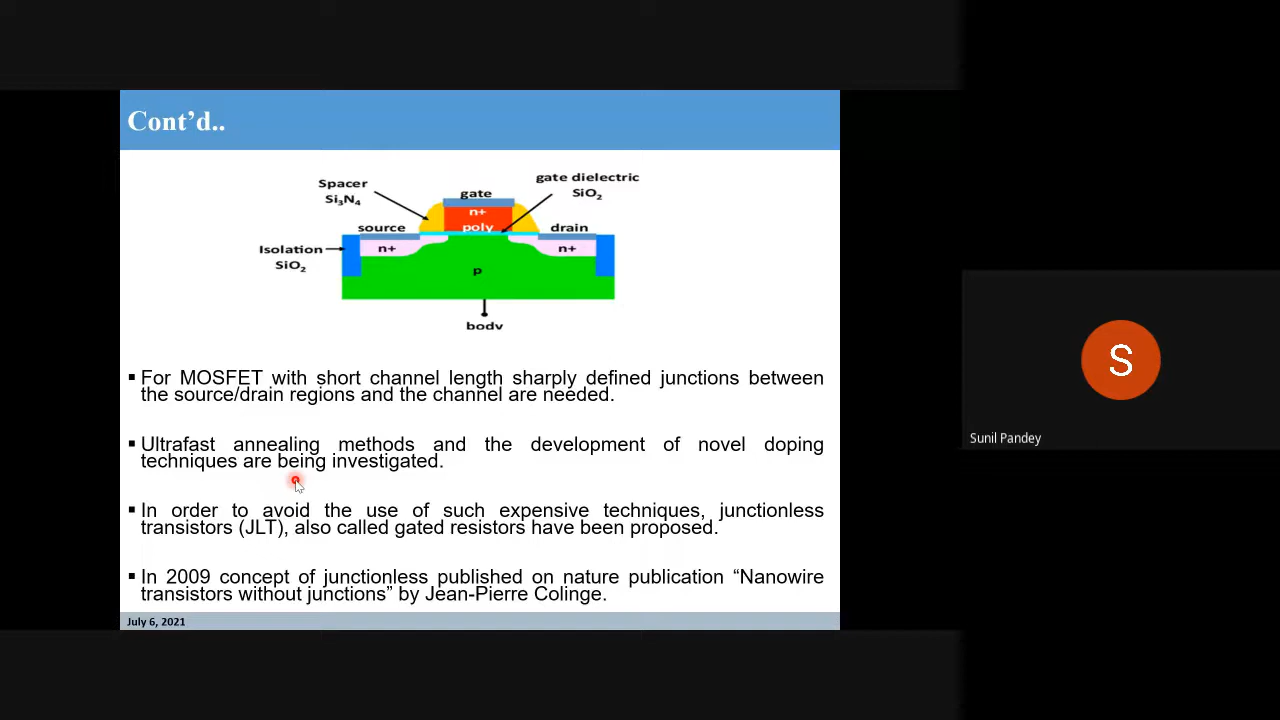 Cont'd..
Spacer
Si₃N₄
gate
gate dielectric
SiO₂
n+
poly
source
drain
Isolation
SiO₂
n+
n+
p
body
▪ For MOSFET with short channel length sharply defined junctions between
the source/drain regions and the channel are needed.
▪ Ultrafast annealing methods and the development of novel doping
techniques are being investigated.
▪ In order to avoid the use of such expensive techniques, junctionless
transistors (JLT), also called gated resistors have been proposed.
▪ In 2009 concept of junctionless published on nature publication “Nanowire
transistors without junctions” by Jean-Pierre Colinge.
July 6, 2021
S
Sunil Pandey